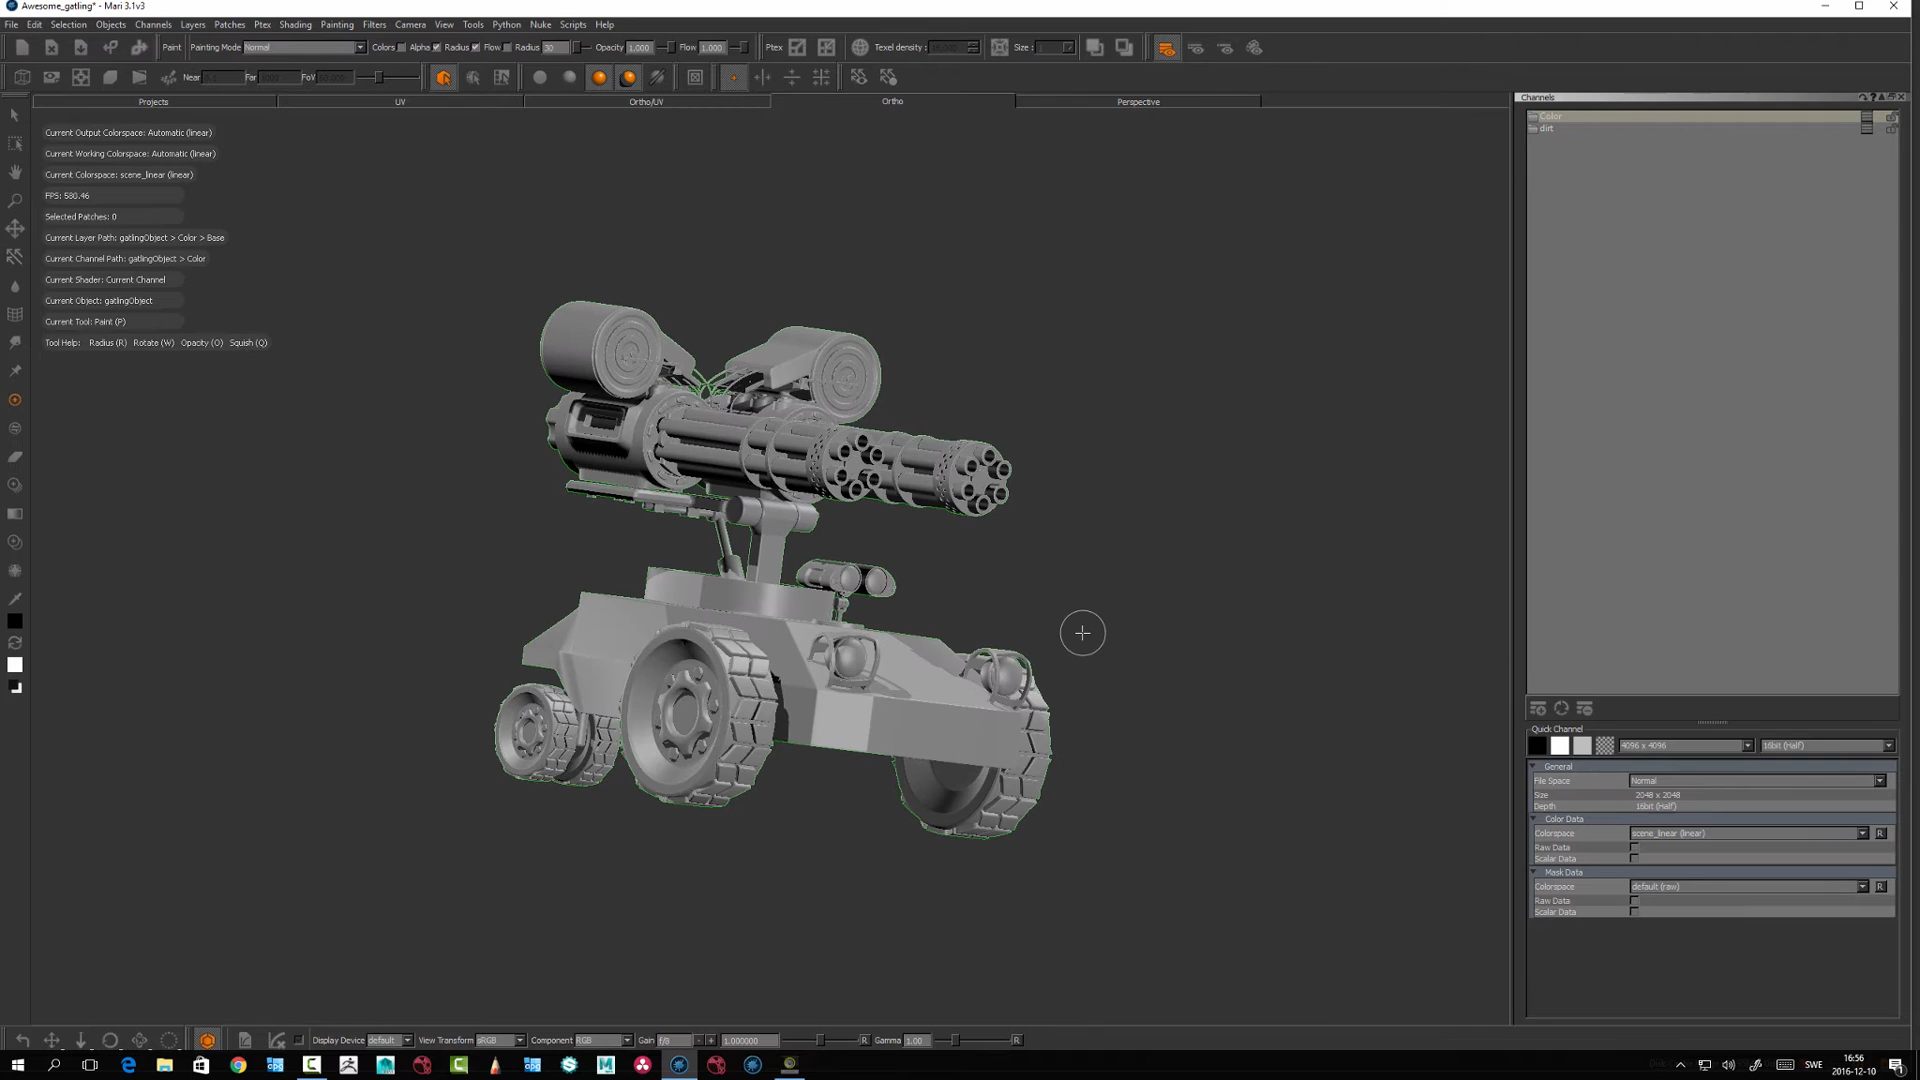 Awesome_gatling* - Mari 3.1v3
File Edit Selection Objects Channels Layers Patches Ptex Shading Painting Filters Camera View Tools Python Nuke Scripts Help
Paint Painting Mode Normal Colors Alpha Radius Flow Radius 30 Opacity 1.000 Flow 1.000 Ptex Texel density: Size:
Near Far FoV
Projects UV Ortho/UV Ortho Perspective
Channels
Color
dirt
Current Output Colorspace: Automatic (linear)
Current Working Colorspace: Automatic (linear)
Current Colorspace: scene_linear (linear)
FPS: 580.46
Selected Patches: 0
Current Layer Path: gatlingObject > Color > Base
Current Channel Path: gatlingObject > Color
Current Shader: Current Channel
Current Object: gatlingObject
Current Tool: Paint (P)
Tool Help: Radius (R) Rotate (W) Opacity (O) Squish (Q)
Quick Channel
4096 x 4096 16bit (Half)
General
File Space Normal
Size 2048 x 2048
Depth 16bit (Half)
Color Data
Colorspace scene_linear (linear) R
Raw Data
Scalar Data
Mask Data
Colorspace default (raw) R
Raw Data
Scalar Data
Display Device default View Transform sRGB Component RGB Gain f/8 - + 1.000000 R Gamma 1.00 R
SWE
16:56
2016-12-10